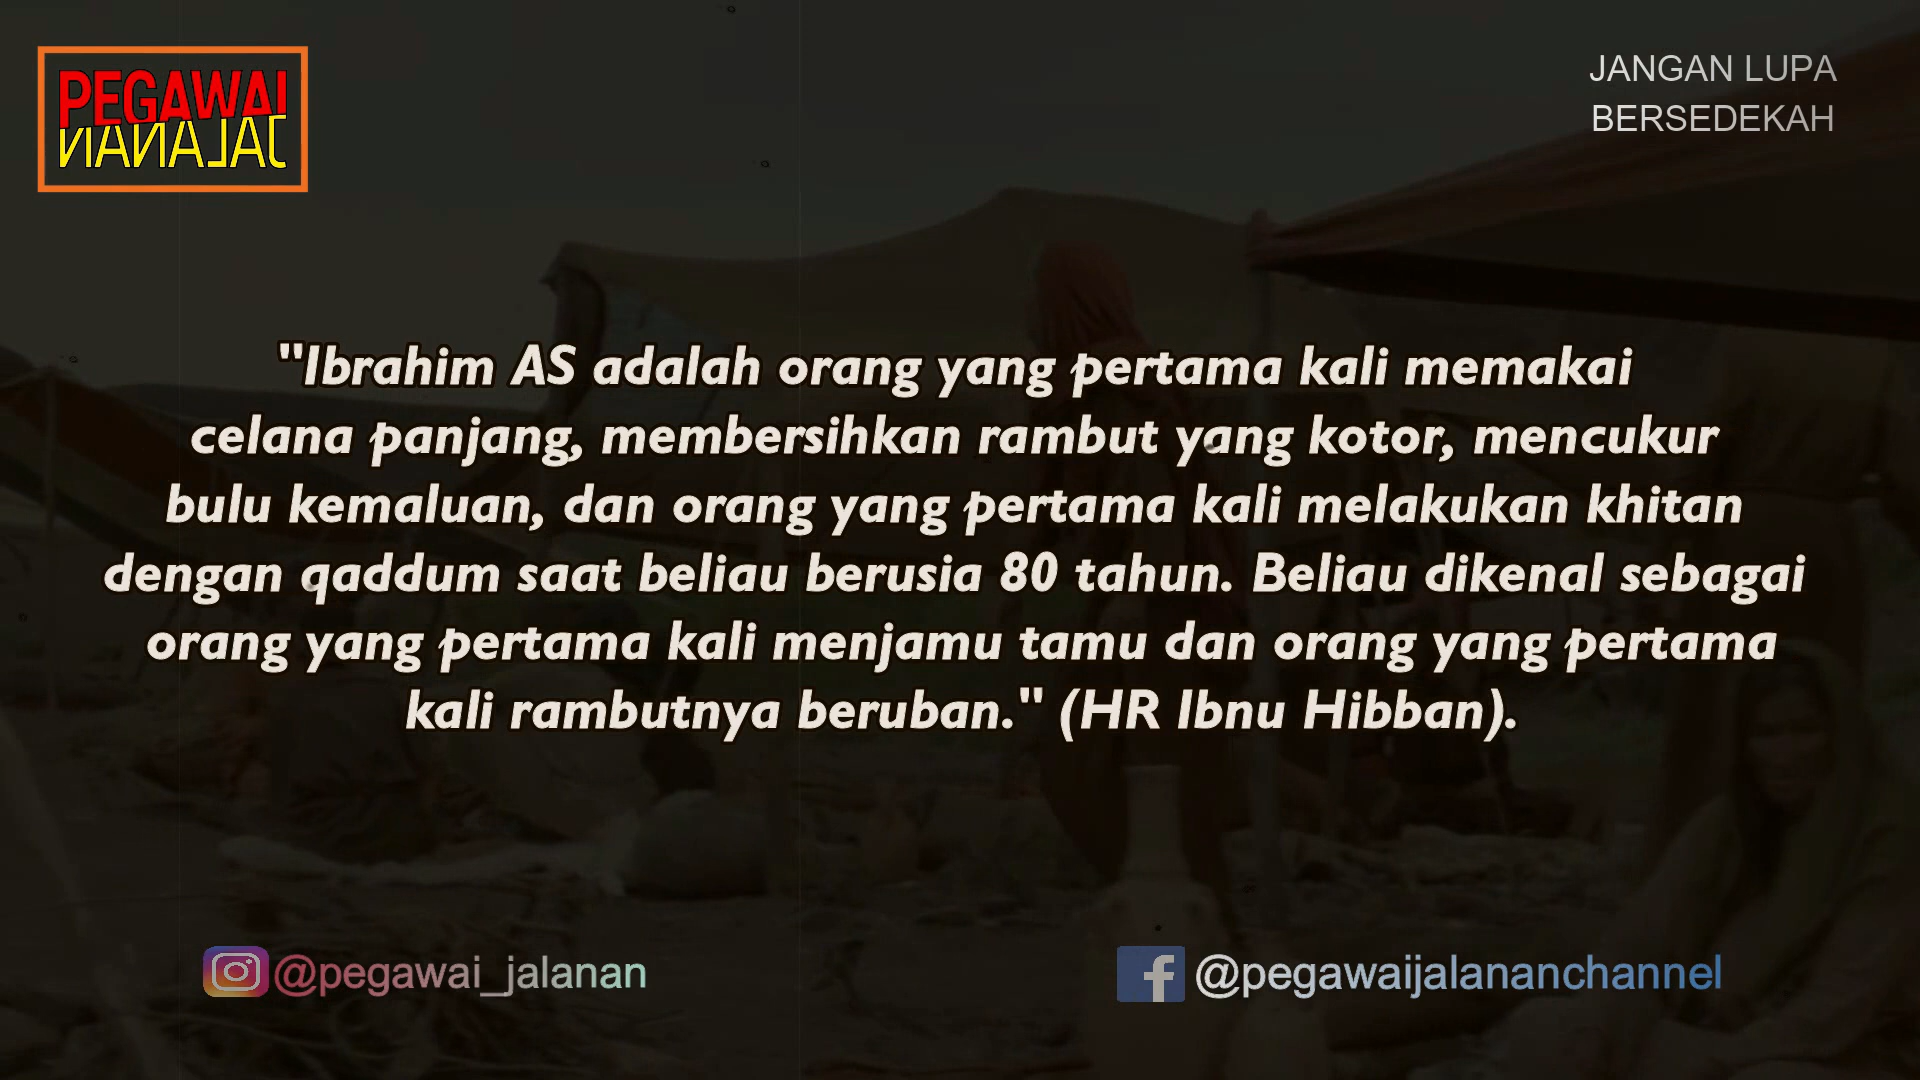 PEGAWAI
JALANAN
JANGAN LUPA
BERSEDEKAH
"Ibrahim AS adalah orang yang pertama kali memakai
celana panjang, membersihkan rambut yang kotor, mencukur
bulu kemaluan, dan orang yang pertama kali melakukan khitan
dengan qaddum saat beliau berusia 80 tahun. Beliau dikenal sebagai
orang yang pertama kali menjamu tamu dan orang yang pertama
kali rambutnya beruban." (HR Ibnu Hibban).
@pegawai_jalanan
@pegawaijalananchannel